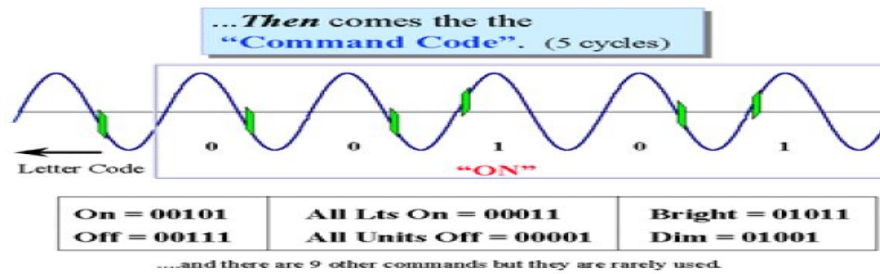 ...Then comes the the
“Command Code”. (5 cycles)
0 0 1 0 1
Letter Code
“ON”
On = 00101 All Lts On = 00011 Bright = 01011
Off = 00111 All Units Off = 00001 Dim = 01001
....and there are 9 other commands but they are rarely used